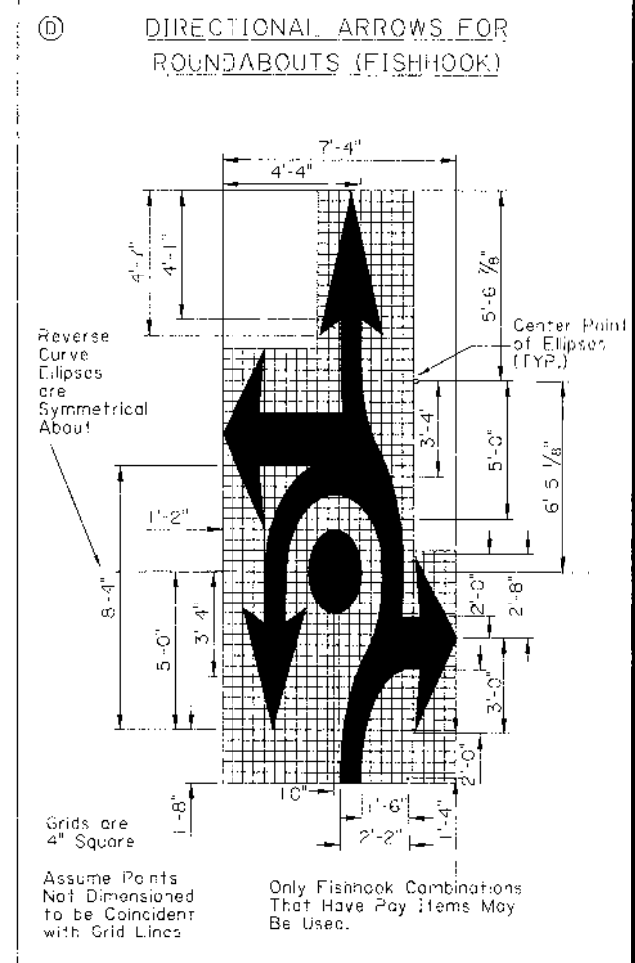 D
DIRECTIONAL ARROWS FOR
ROUNDABOUTS (FISHHOOK)
7'-4"
4'-4"
4'-7"
4'-1"
5'-6 7/8"
Center Point
of Ellipses
(TYP.)
Reverse
Curve
Ellipses
are
Symmetrical
About
3'-4"
5'-0"
6' 5 1/8"
1'-2"
8'-4"
5'-0"
3' 4"
2'-0"
2'-8"
3'-0"
2'-0"
1'-8"
10"
1'-6"
2'-2"
1'-4"
Grids are
4" Square
Assume Points
Not Dimensioned
to be Coincident
with Grid Lines
Only Fishhook Combinations
That Have Pay Items May
Be Used.